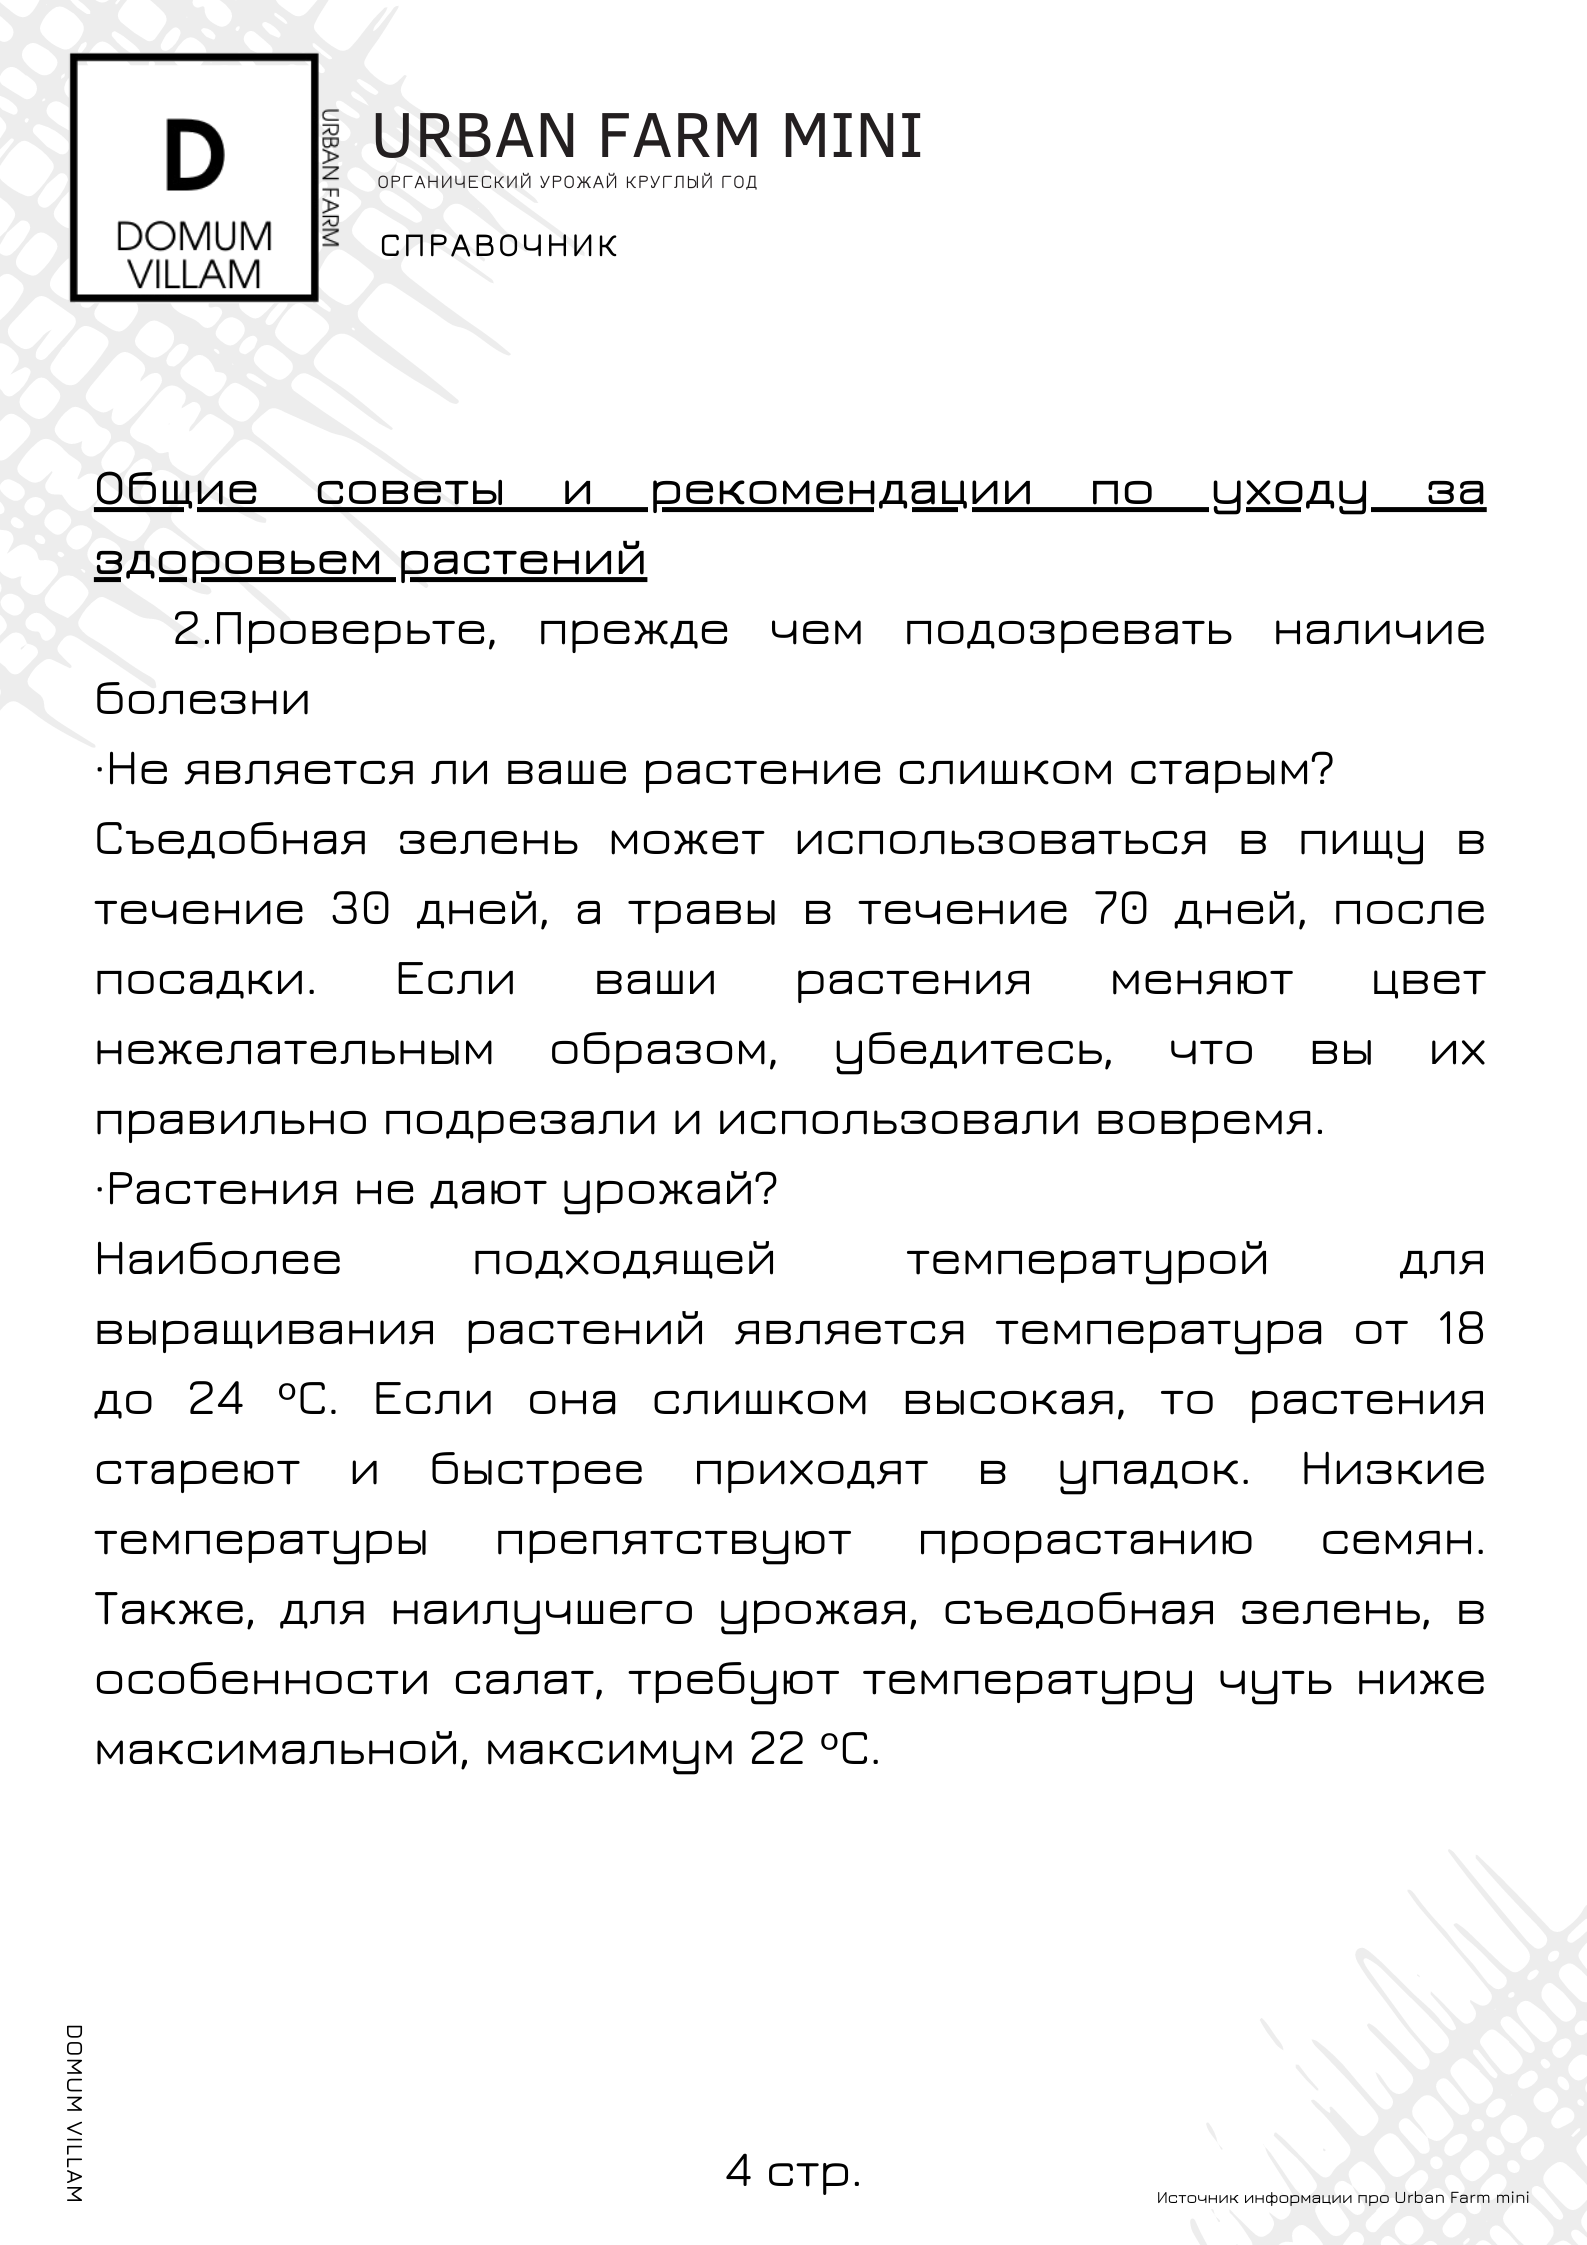 D
DOMUM
VILLAM
URBAN FARM
URBAN FARM MINI
ОРГАНИЧЕСКИЙ УРОЖАЙ КРУГЛЫЙ ГОД
СПРАВОЧНИК
Общие советы и рекомендации по уходу за
здоровьем растений
2.Проверьте, прежде чем подозревать наличие
болезни
·Не является ли ваше растение слишком старым?
Съедобная зелень может использоваться в пищу в
течение 30 дней, а травы в течение 70 дней, после
посадки. Если ваши растения меняют цвет
нежелательным образом, убедитесь, что вы их
правильно подрезали и использовали вовремя.
·Растения не дают урожай?
Наиболее подходящей температурой для
выращивания растений является температура от 18
до 24 ºC. Если она слишком высокая, то растения
стареют и быстрее приходят в упадок. Низкие
температуры препятствуют прорастанию семян.
Также, для наилучшего урожая, съедобная зелень, в
особенности салат, требуют температуру чуть ниже
максимальной, максимум 22 ºC.
DOMUM VILLAM
4 стр.
Источник информации про Urban Farm mini